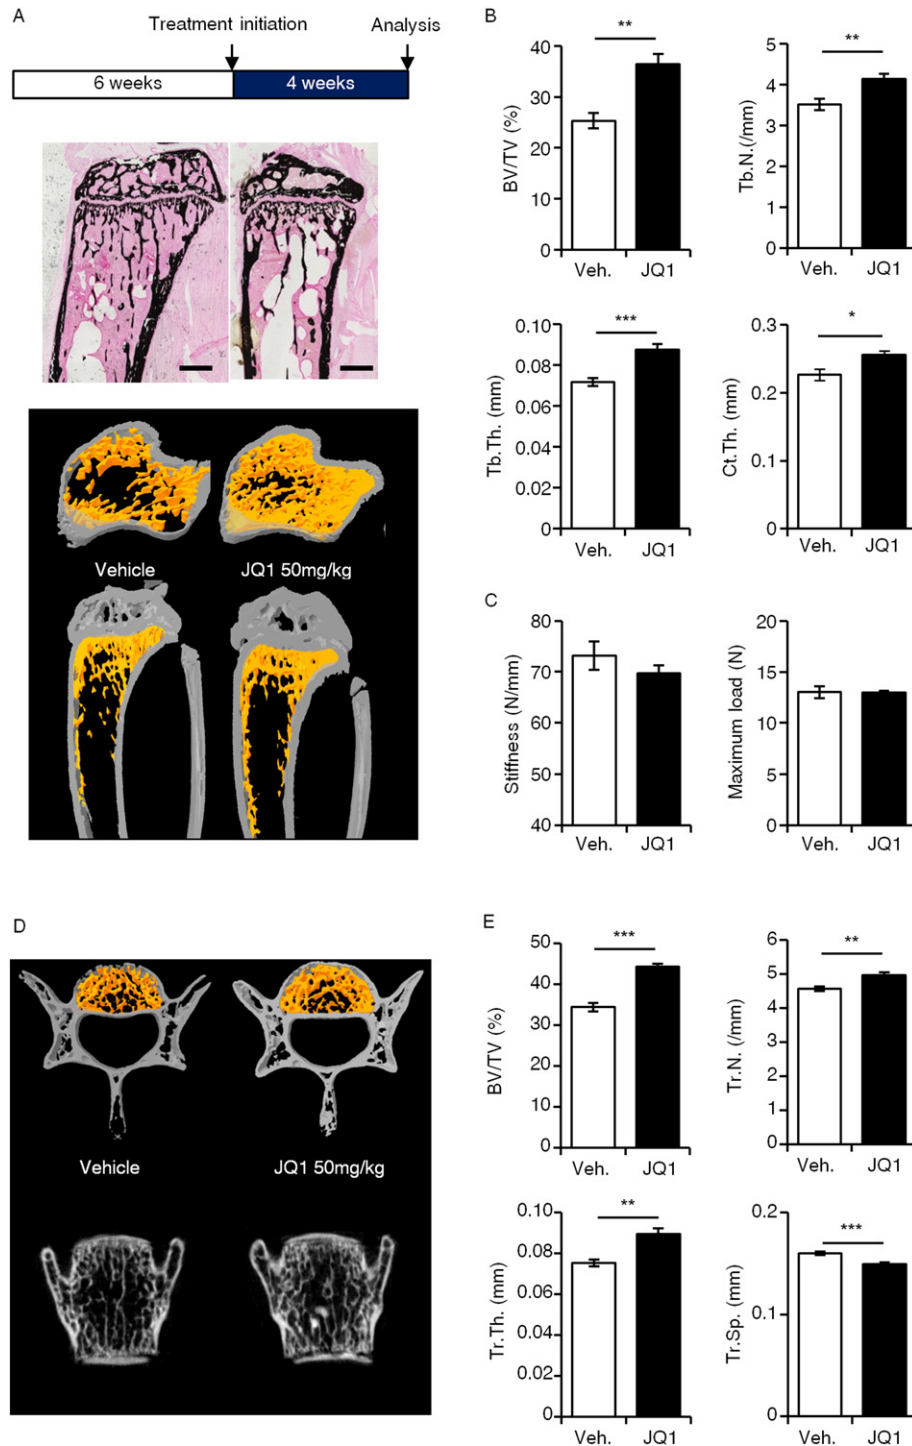 A
Treatment initiation
Analysis
6 weeks
4 weeks
Vehicle
JQ1 50mg/kg
B
**
BV/TV (%)
40
30
20
10
0
Veh.
JQ1
**
Tb.N.(/mm)
5
4
3
2
1
0
Veh.
JQ1
***
Tb.Th. (mm)
0.10
0.08
0.06
0.04
0.02
0
Veh.
JQ1
*
Ct.Th. (mm)
0.3
0.2
0.1
0
Veh.
JQ1
C
Stiffness (N/mm)
80
70
60
50
40
Veh.
JQ1
Maximum load (N)
20
15
10
5
0
Veh.
JQ1
D
Vehicle
JQ1 50mg/kg
E
***
BV/TV (%)
50
40
30
20
10
0
Veh.
JQ1
**
Tr.N. (/mm)
6
5
4
3
2
1
0
Veh.
JQ1
**
Tr.Th. (mm)
0.10
0.08
0.06
0.04
0.02
0
Veh.
JQ1
***
Tr.Sp. (mm)
0.2
0.1
0
Veh.
JQ1